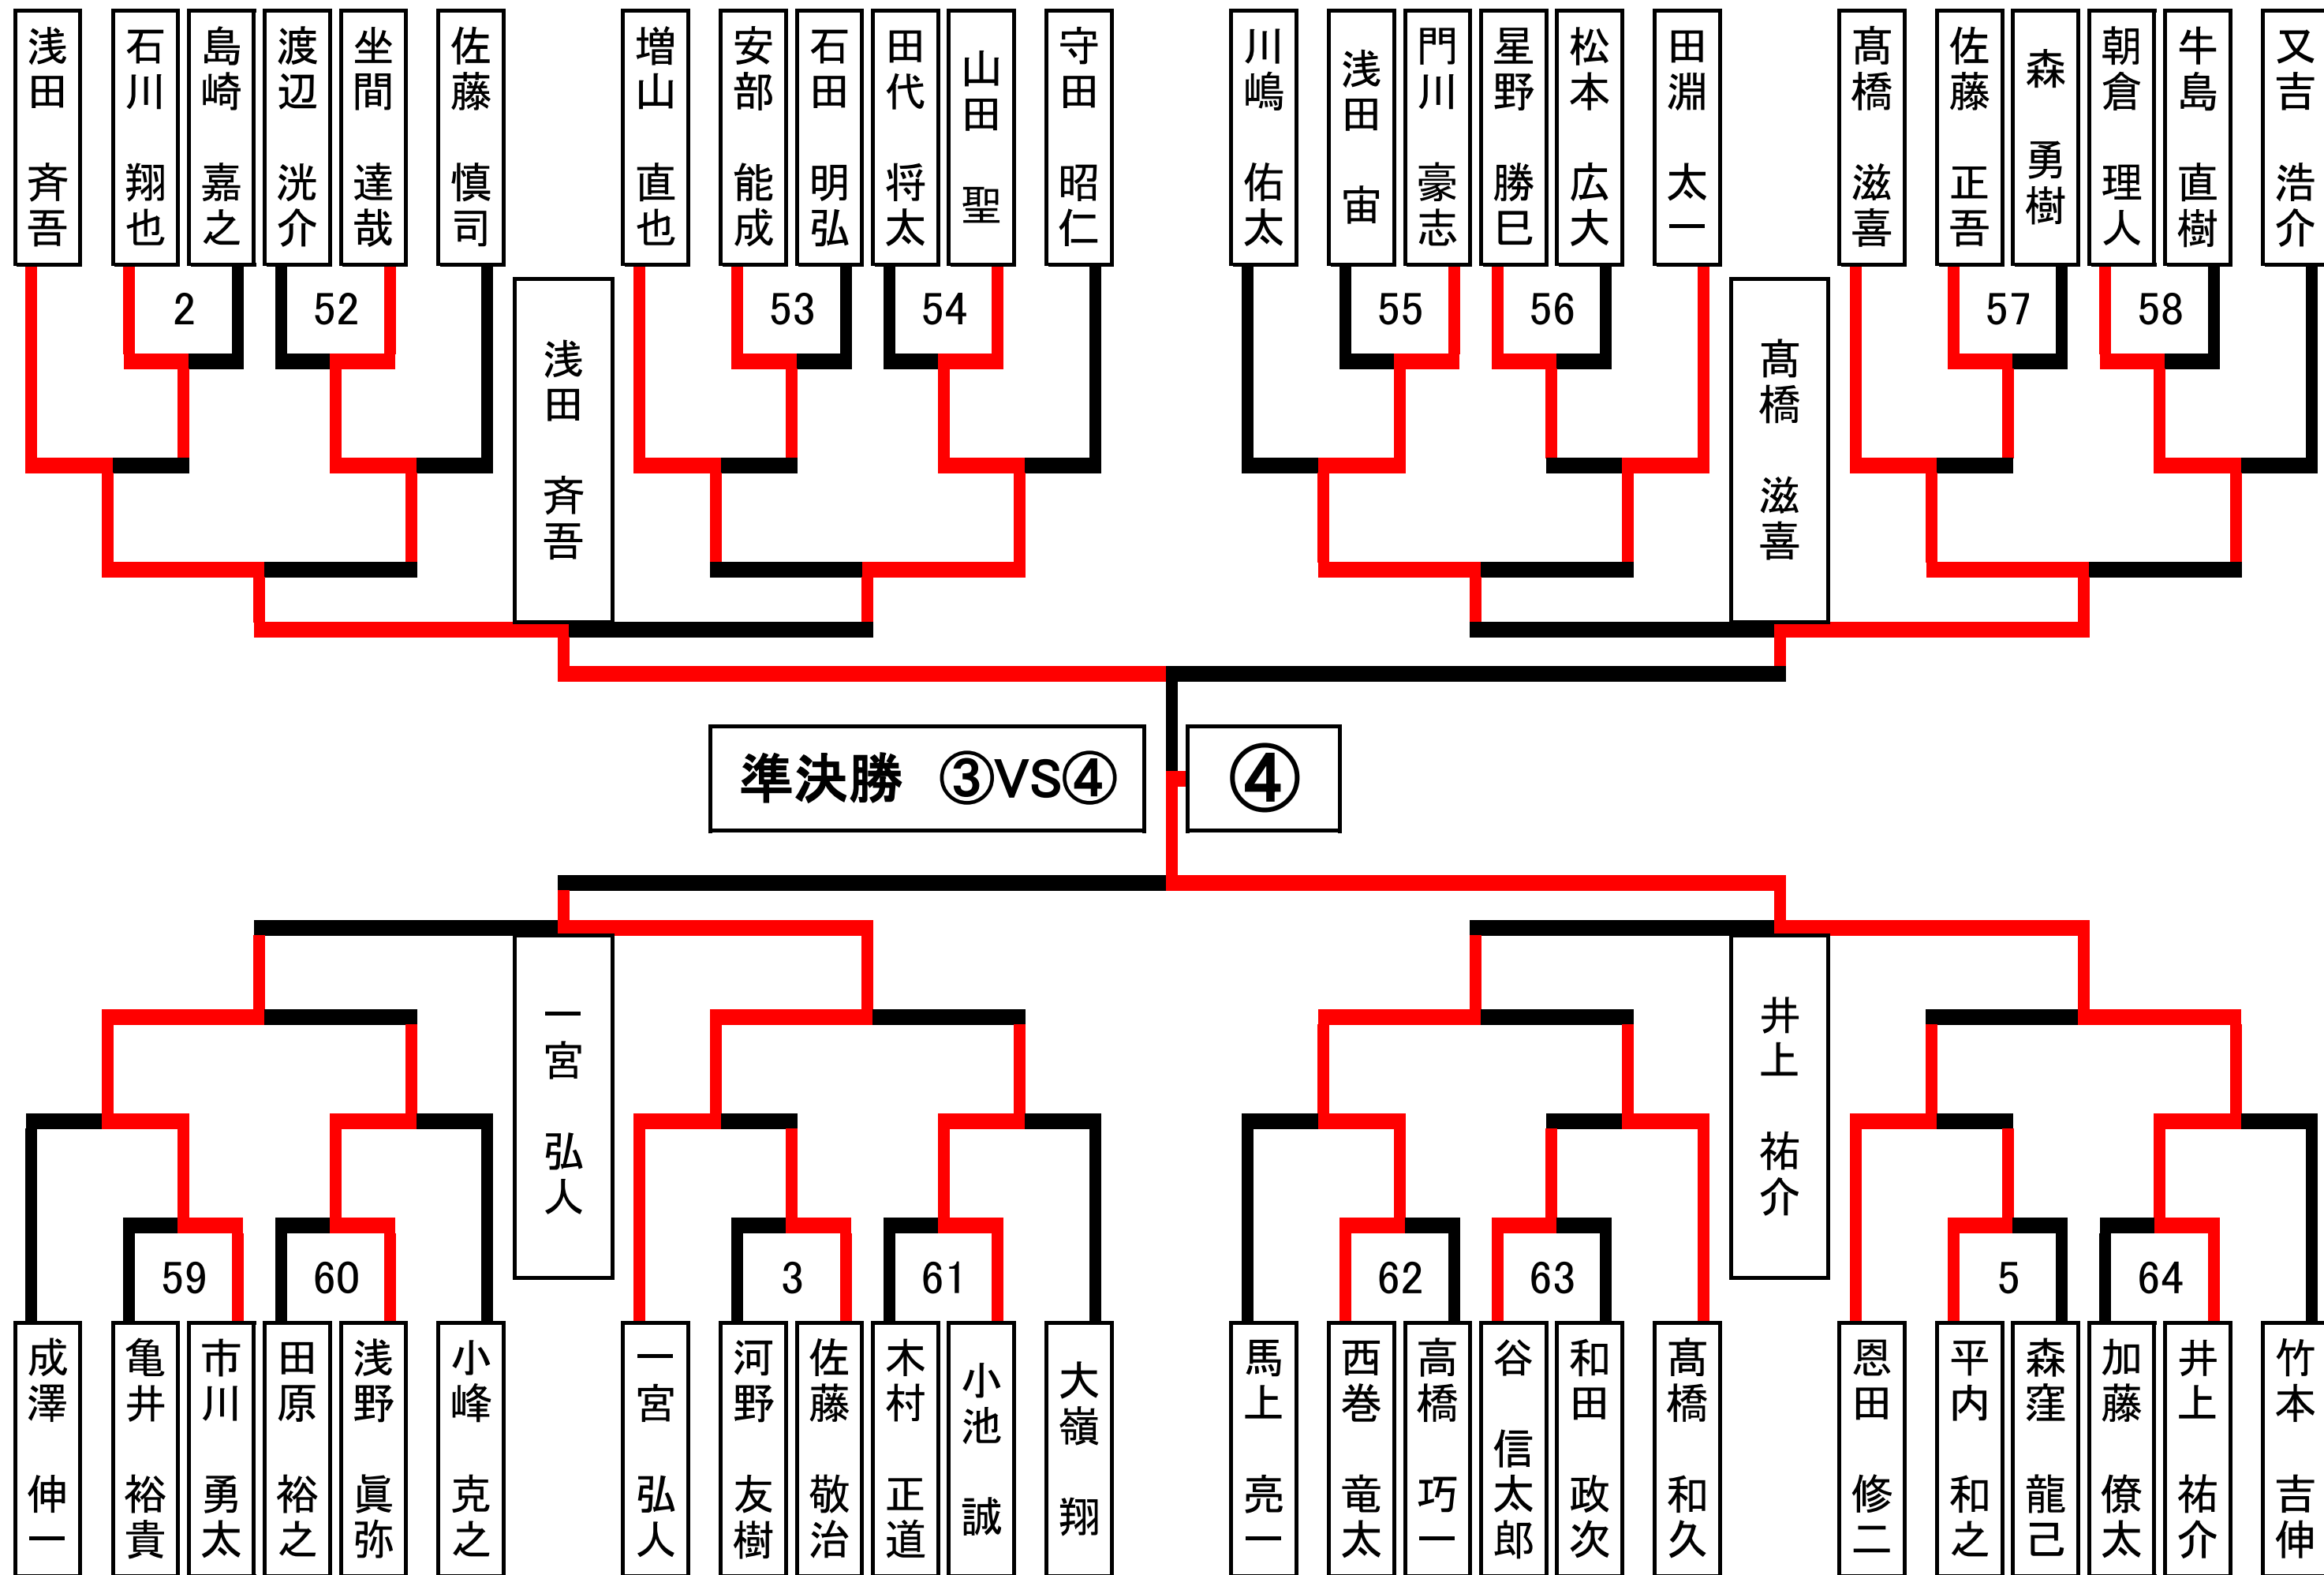 浅田 斉吾
石川 翔也
島崎 嘉之
渡辺 洸介
坐間 達哉
佐藤 慎司
増山 直也
安部 能成
石田 明弘
田代 将太
山田 聖
守田 昭仁
川嶋 佑太
浅田 宙
門川 豪志
星野 勝巳
松本 広大
田淵 太一
髙橋 滋喜
佐藤 正吾
森 勇樹
朝倉 理人
牛島 直樹
又吉 浩介
2
52
53
54
55
56
57
58
浅田 斉吾
髙橋 滋喜
準決勝 ③VS④
④
一宮 弘人
井上 祐介
59
60
3
61
62
63
5
64
成澤 伸一
亀井 裕貴
市川 勇太
田原 裕之
浅野 眞弥
小峰 克之
一宮 弘人
河野 友樹
佐藤 敬治
木村 正道
小池 誠
大嶺 翔
馬上 亮一
西巻 竜太
高橋 巧一
谷 信太郎
和田 政次
髙橋 和久
恩田 修二
平内 和之
森窪 龍己
加藤 僚太
井上 祐介
竹本 吉伸